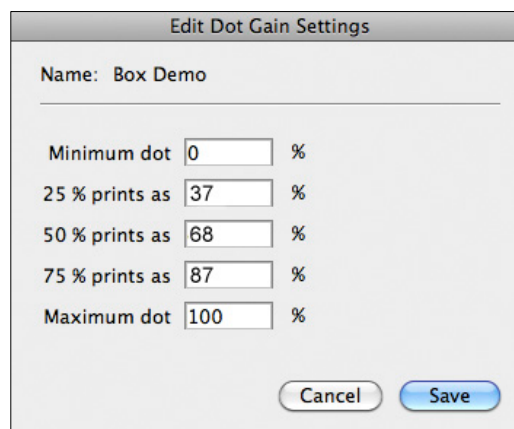 Edit Dot Gain Settings
Name: Box Demo
Minimum dot 0 %
25 % prints as 37 %
50 % prints as 68 %
75 % prints as 87 %
Maximum dot 100 %
Cancel Save